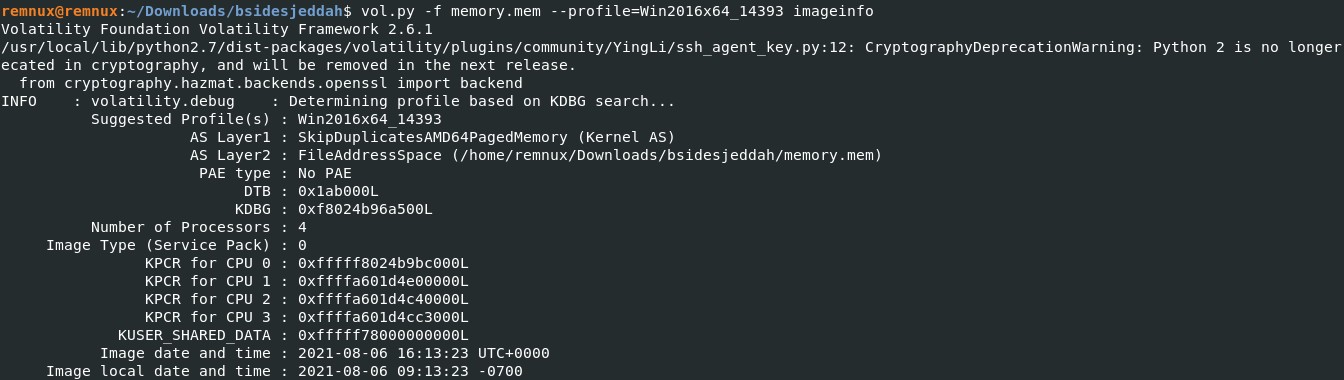 remnux@remnux:~/Downloads/bsidesjeddah$ vol.py -f memory.mem --profile=Win2016x64_14393 imageinfo
Volatility Foundation Volatility Framework 2.6.1
/usr/local/lib/python2.7/dist-packages/volatility/plugins/community/YingLi/ssh_agent_key.py:12: CryptographyDeprecationWarning: Python 2 is no longer
ecated in cryptography, and will be removed in the next release.
from cryptography.hazmat.backends.openssl import backend
INFO    : volatility.debug    : Determining profile based on KDBG search...
Suggested Profile(s) : Win2016x64_14393
AS Layer1 : SkipDuplicatesAMD64PagedMemory (Kernel AS)
AS Layer2 : FileAddressSpace (/home/remnux/Downloads/bsidesjeddah/memory.mem)
PAE type : No PAE
DTB : 0x1ab000L
KDBG : 0xf8024b96a500L
Number of Processors : 4
Image Type (Service Pack) : 0
KPCR for CPU 0 : 0xfffff8024b9bc000L
KPCR for CPU 1 : 0xffffa601d4e00000L
KPCR for CPU 2 : 0xffffa601d4c40000L
KPCR for CPU 3 : 0xffffa601d4cc3000L
KUSER_SHARED_DATA : 0xfffff78000000000L
Image date and time : 2021-08-06 16:13:23 UTC+0000
Image local date and time : 2021-08-06 09:13:23 -0700